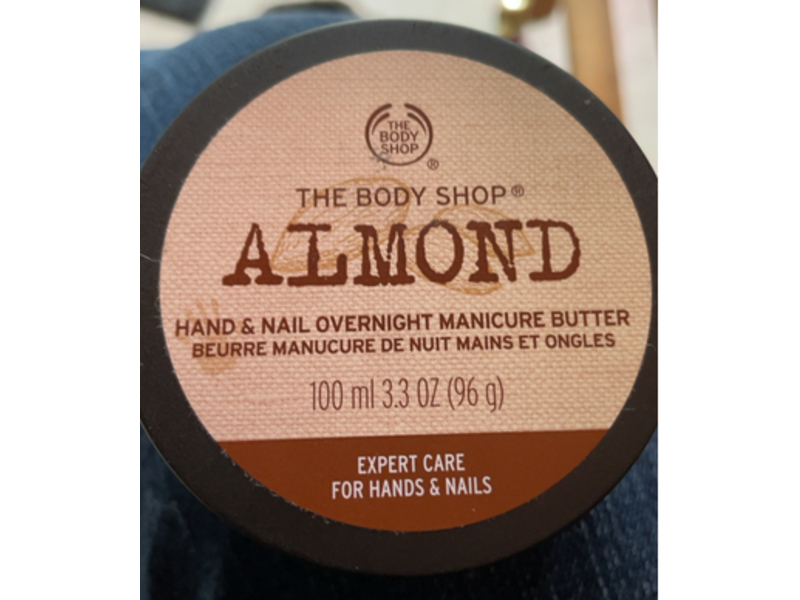 THE
BODY
SHOP
®
THE BODY SHOP®
ALMOND
HAND & NAIL OVERNIGHT MANICURE BUTTER
BEURRE MANUCURE DE NUIT MAINS ET ONGLES
100 ml 3.3 OZ (96 g)
EXPERT CARE
FOR HANDS & NAILS